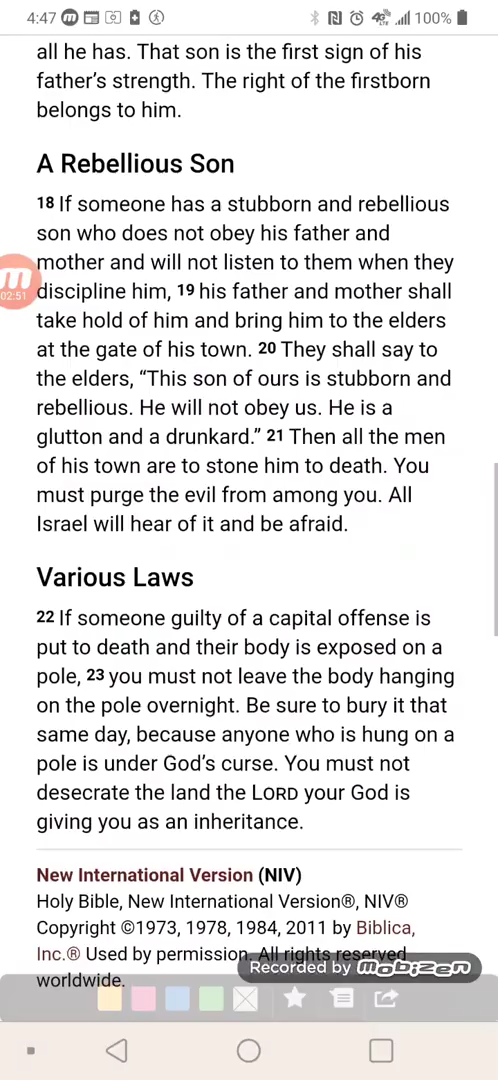 4:47 100%
all he has. That son is the first sign of his
father’s strength. The right of the firstborn
belongs to him.
A Rebellious Son
18 If someone has a stubborn and rebellious
son who does not obey his father and
mother and will not listen to them when they
discipline him, 19 his father and mother shall
02:51
take hold of him and bring him to the elders
at the gate of his town. 20 They shall say to
the elders, “This son of ours is stubborn and
rebellious. He will not obey us. He is a
glutton and a drunkard.” 21 Then all the men
of his town are to stone him to death. You
must purge the evil from among you. All
Israel will hear of it and be afraid.
Various Laws
22 If someone guilty of a capital offense is
put to death and their body is exposed on a
pole, 23 you must not leave the body hanging
on the pole overnight. Be sure to bury it that
same day, because anyone who is hung on a
pole is under God’s curse. You must not
desecrate the land the LORD your God is
giving you as an inheritance.
New International Version (NIV)
Holy Bible, New International Version®, NIV®
Copyright ©1973, 1978, 1984, 2011 by Biblica,
Inc.® Used by permission. All rights reserved
Recorded by mobizen
worldwide.